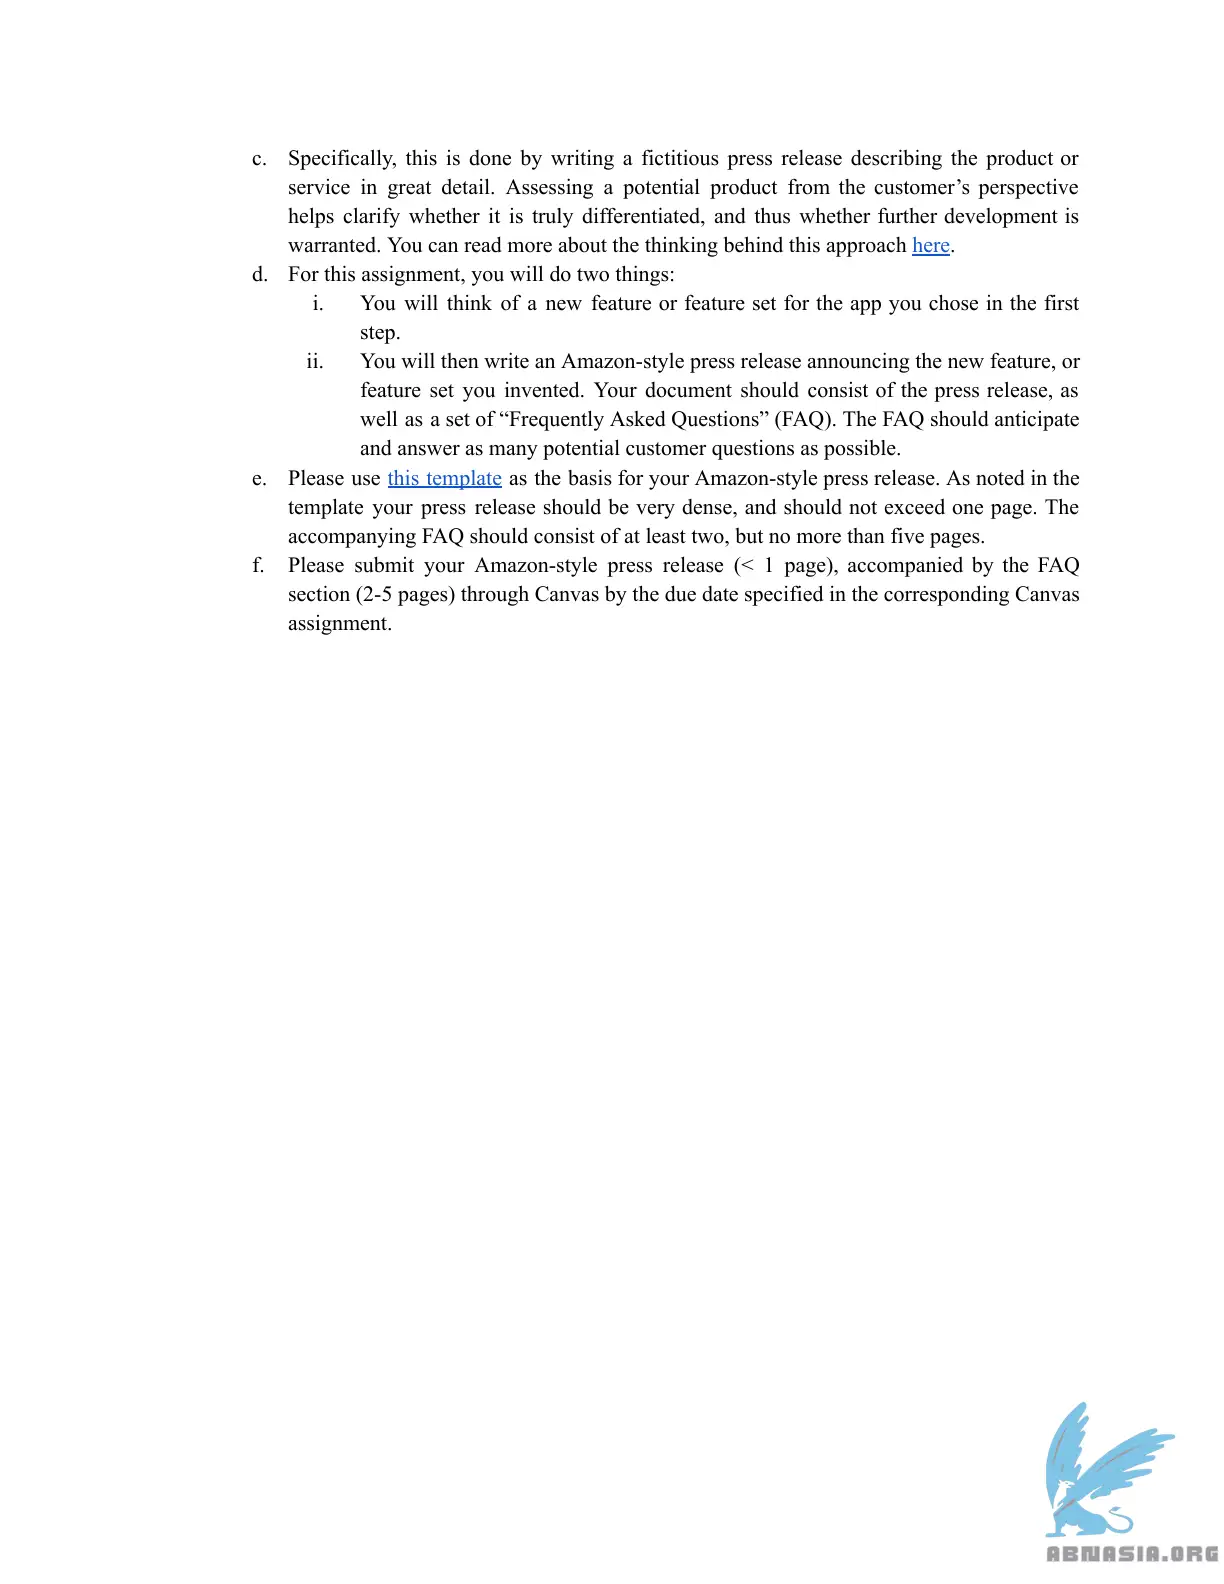 c. Specifically, this is done by writing a fictitious press release describing the product or
service in great detail. Assessing a potential product from the customer’s perspective
helps clarify whether it is truly differentiated, and thus whether further development is
warranted. You can read more about the thinking behind this approach here.
d. For this assignment, you will do two things:
i. You will think of a new feature or feature set for the app you chose in the first
step.
ii. You will then write an Amazon-style press release announcing the new feature, or
feature set you invented. Your document should consist of the press release, as
well as a set of “Frequently Asked Questions” (FAQ). The FAQ should anticipate
and answer as many potential customer questions as possible.
e. Please use this template as the basis for your Amazon-style press release. As noted in the
template your press release should be very dense, and should not exceed one page. The
accompanying FAQ should consist of at least two, but no more than five pages.
f. Please submit your Amazon-style press release (< 1 page), accompanied by the FAQ
section (2-5 pages) through Canvas by the due date specified in the corresponding Canvas
assignment.
ABNASIA.ORG